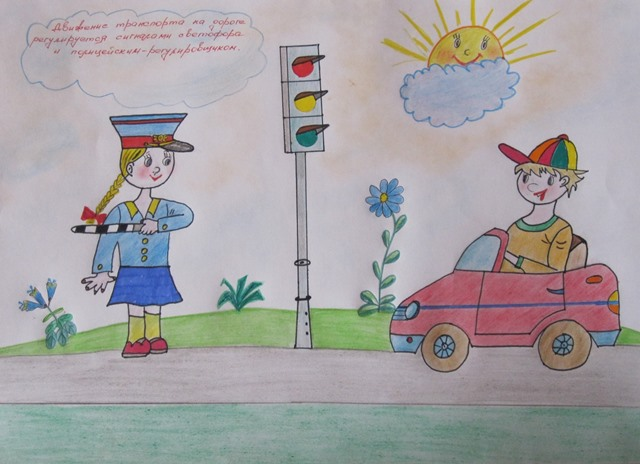 Движение транспорта на дороге
регулируется сигналами светофора
и полицейским-регулировщиком.